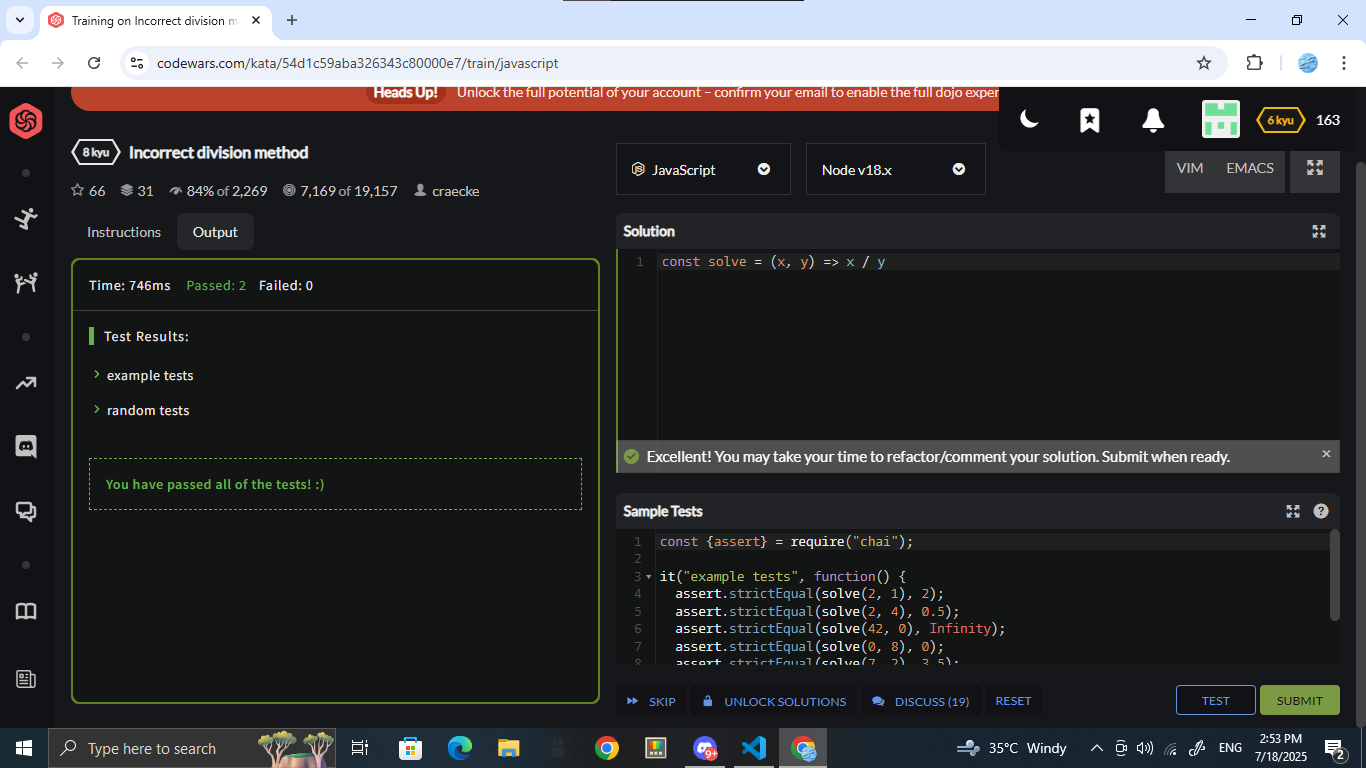 Training on Incorrect division m
codewars.com/kata/54d1c59aba326343c80000e7/train/javascript
Heads Up! Unlock the full potential of your account – confirm your email to enable the full dojo exper
6 kyu 163
8 kyu Incorrect division method
66 31 84% of 2,269 7,169 of 19,157 craecke
JavaScript
Node v18.x
VIM EMACS
Instructions Output
Time: 746ms Passed: 2 Failed: 0
Test Results:
example tests
random tests
You have passed all of the tests! :)
Solution
1 const solve = (x, y) => x / y
Excellent! You may take your time to refactor/comment your solution. Submit when ready.
Sample Tests
1 const {assert} = require("chai");
2
3 it("example tests", function() {
4 assert.strictEqual(solve(2, 1), 2);
5 assert.strictEqual(solve(2, 4), 0.5);
6 assert.strictEqual(solve(42, 0), Infinity);
7 assert.strictEqual(solve(0, 8), 0);
8 assert.strictEqual(solve(7, 2), 3.5);
SKIP UNLOCK SOLUTIONS DISCUSS (19) RESET TEST SUBMIT
Type here to search
9+
35°C Windy
ENG
2:53 PM
7/18/2025
2